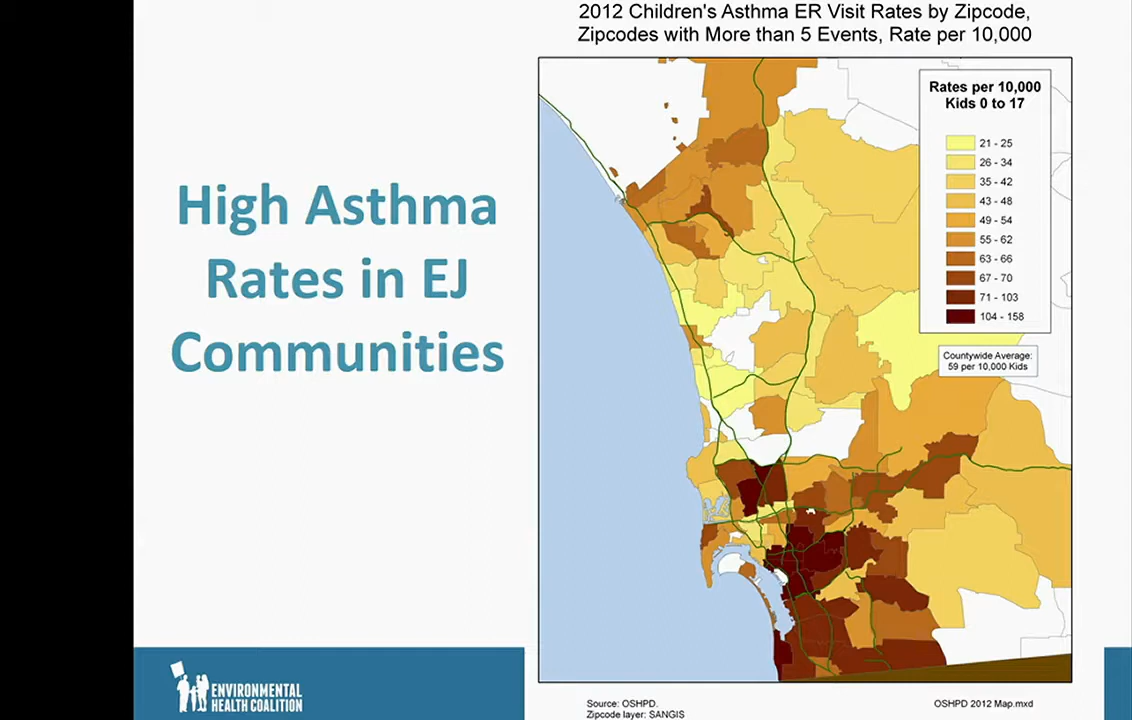 2012 Children's Asthma ER Visit Rates by Zipcode,
Zipcodes with More than 5 Events, Rate per 10,000
High Asthma
Rates in EJ
Communities
Rates per 10,000
Kids 0 to 17
21 - 25
26 - 34
35 - 42
43 - 48
49 - 54
55 - 62
63 - 66
67 - 70
71 - 103
104 - 158
Countywide Average:
59 per 10,000 Kids
ENVIRONMENTAL
HEALTH COALITION
Source: OSHPD.
Zipcode layer: SANGIS
OSHPD 2012 Map.mxd